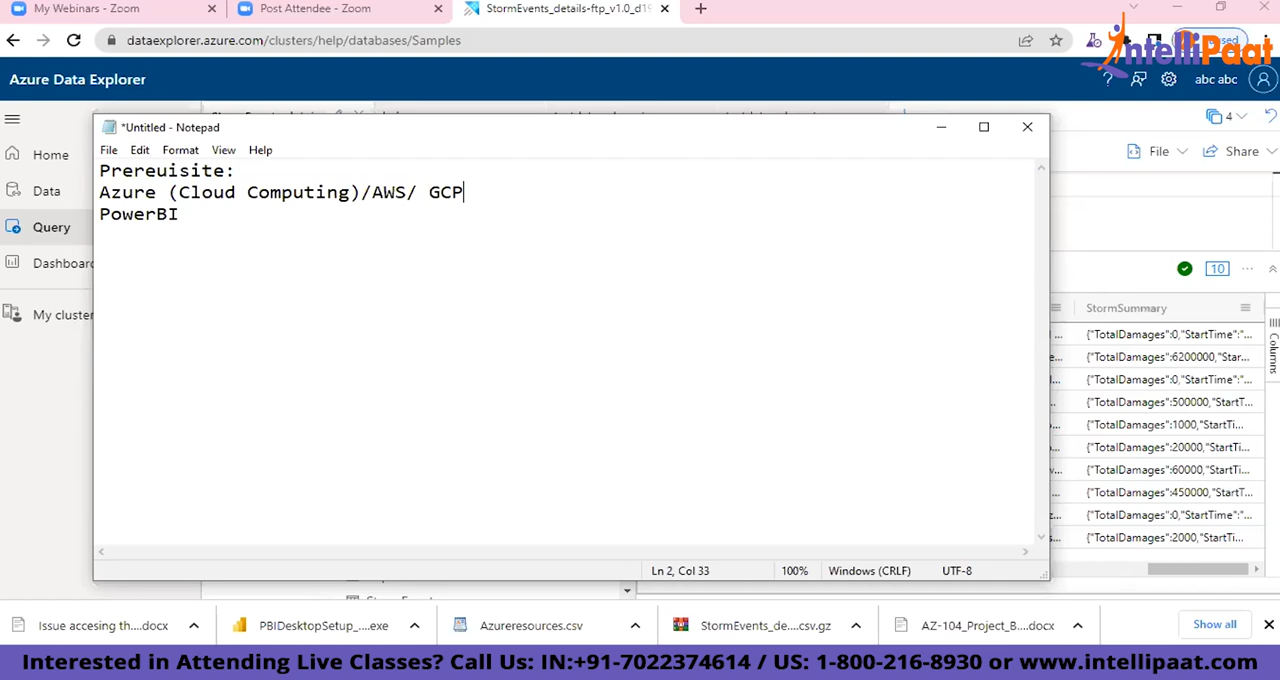 My Webinars - Zoom
Post Attendee - Zoom
StormEvents_details-ftp_v1.0_d19
dataexplorer.azure.com/clusters/help/databases/Samples
IntelliPaat
Azure Data Explorer
abc abc
*Untitled - Notepad
4
File Edit Format View Help
Home
File
Share
Prereuisite:
Azure (Cloud Computing)/AWS/ GCP
PowerBI
Data
Query
Dashboard
My cluster
10
StormSummary
{"TotalDamages":0,"StartTime":"...
{"TotalDamages":6200000,"Star...
{"TotalDamages":0,"StartTime":"...
{"TotalDamages":500000,"StartT...
{"TotalDamages":1000,"StartTim...
{"TotalDamages":20000,"StartTi...
{"TotalDamages":60000,"StartTi...
{"TotalDamages":450000,"StartT...
{"TotalDamages":0,"StartTime":"...
{"TotalDamages":2000,"StartTi...
Columns
Ln 2, Col 33
100%
Windows (CRLF)
UTF-8
Issue accesing th....docx
PBIDesktopSetup_....exe
Azureresources.csv
StormEvents_de....csv.gz
AZ-104_Project_B....docx
Show all
Interested in Attending Live Classes? Call Us: IN:+91-7022374614 / US: 1-800-216-8930 or www.intellipaat.com